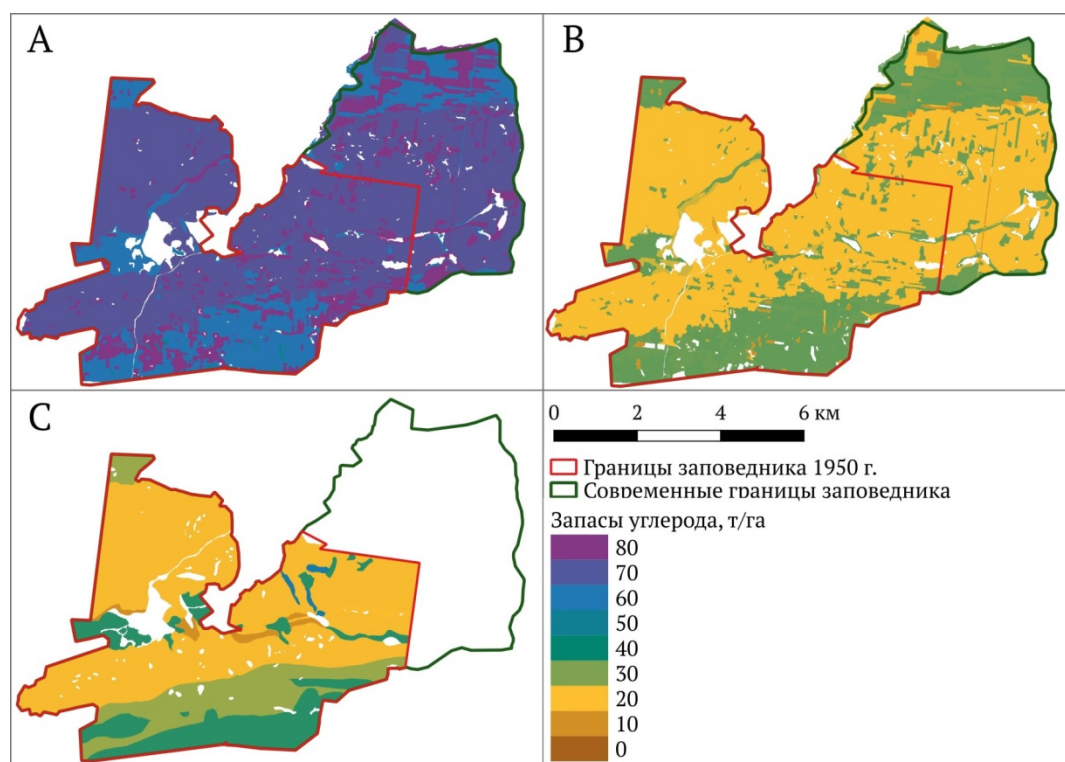 A
B
C
0 2 4 6 км
Границы заповедника 1950 г.
Современные границы заповедника
Запасы углерода, т/га
80
70
60
50
40
30
20
10
0